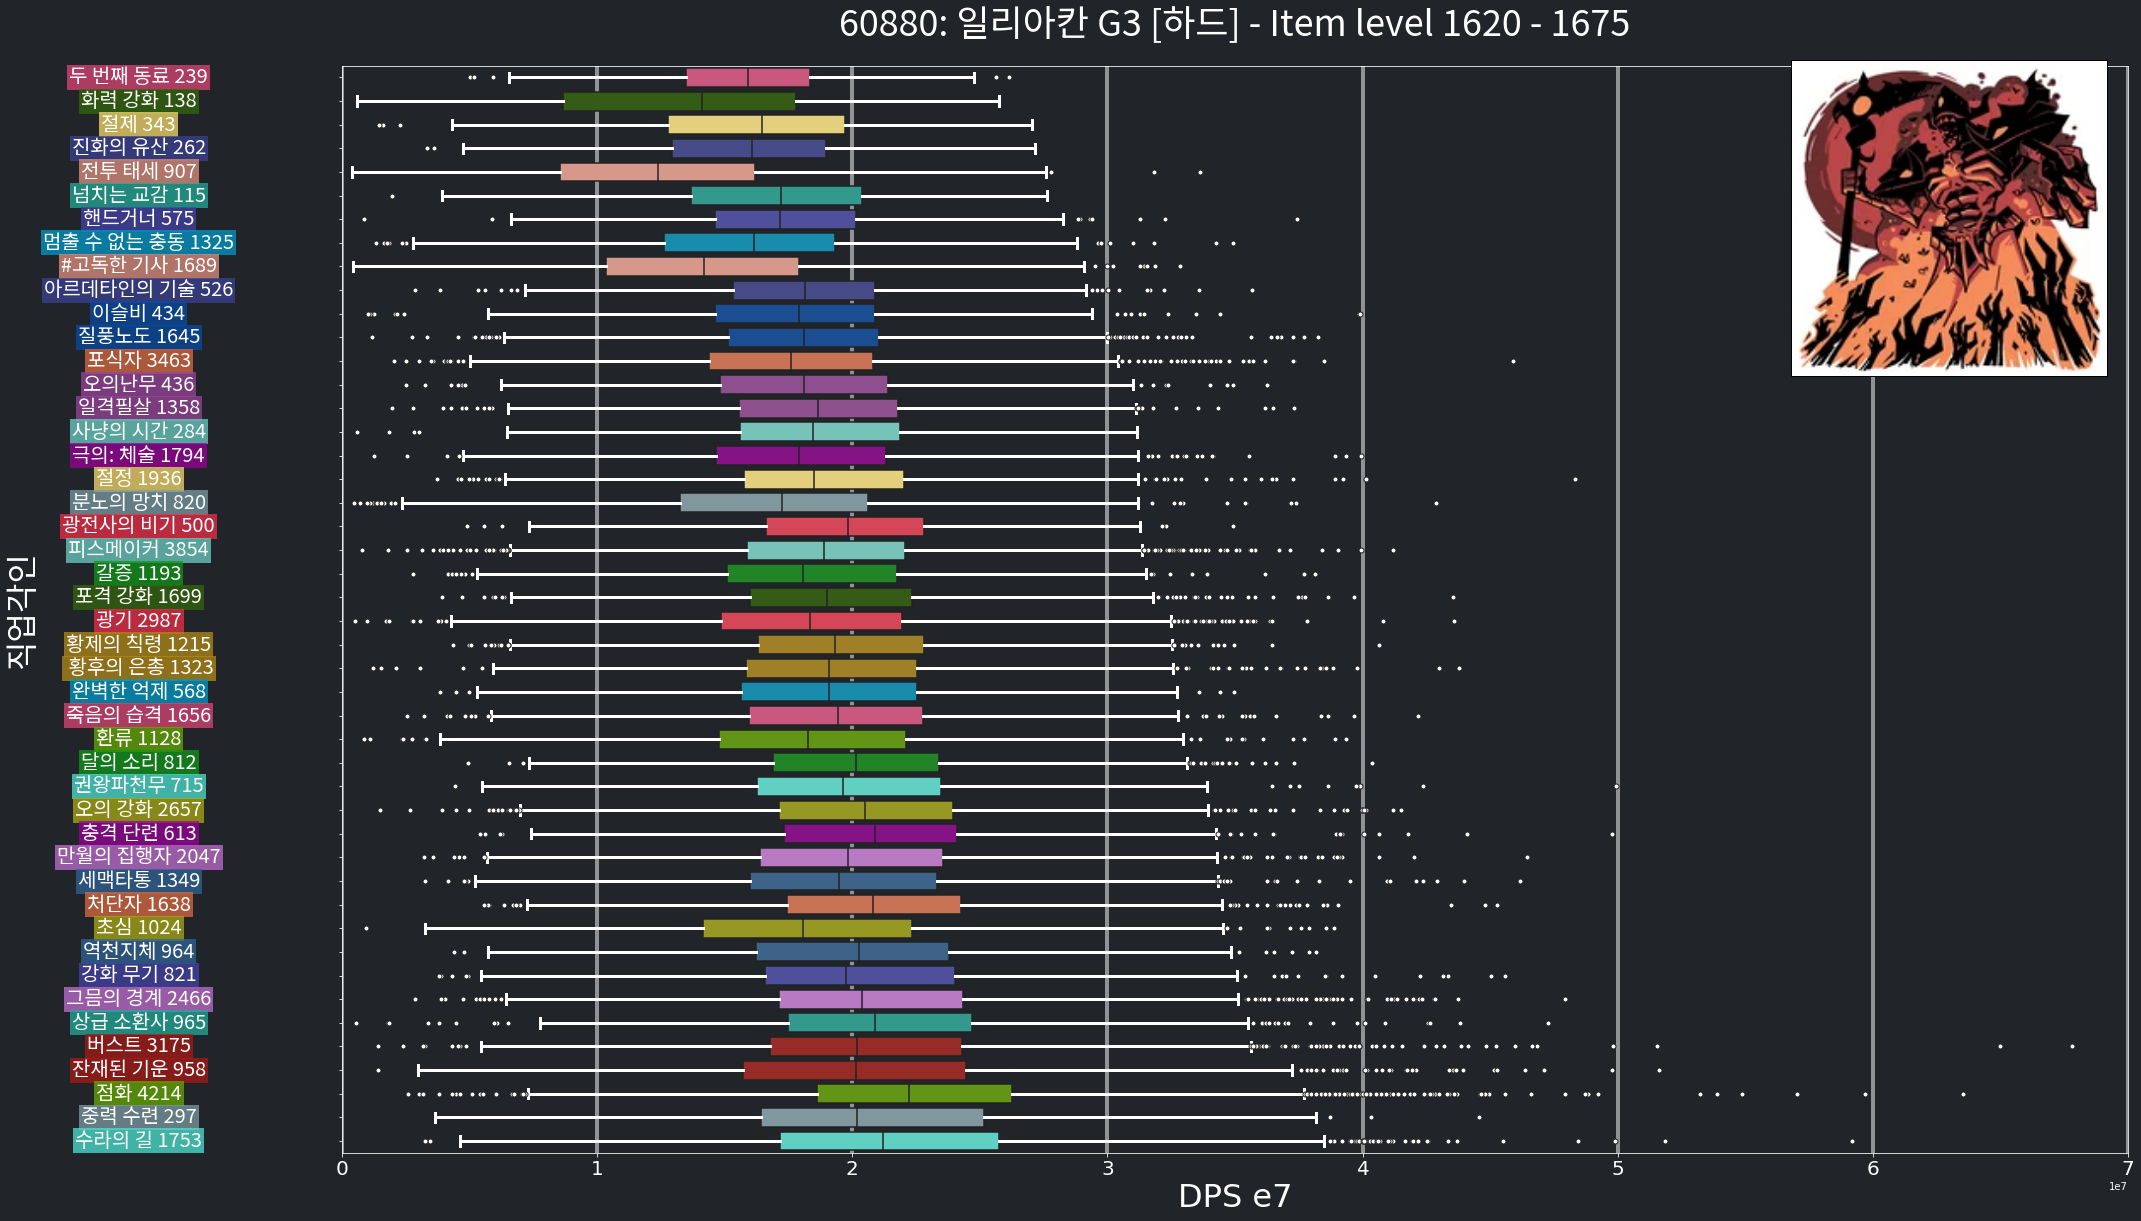 60880: 일리아칸 G3 [하드] - Item level 1620 - 1675
직업각인
두 번째 동료 239
화력 강화 138
절제 343
진화의 유산 262
전투 태세 907
넘치는 교감 115
핸드거너 575
멈출 수 없는 충동 1325
#고독한 기사 1689
아르데타인의 기술 526
이슬비 434
질풍노도 1645
포식자 3463
오의난무 436
일격필살 1358
사냥의 시간 284
극의: 체술 1794
절정 1936
분노의 망치 820
광전사의 비기 500
피스메이커 3854
갈증 1193
포격 강화 1699
광기 2987
황제의 칙령 1215
황후의 은총 1323
완벽한 억제 568
죽음의 습격 1656
환류 1128
달의 소리 812
권왕파천무 715
오의 강화 2657
충격 단련 613
만월의 집행자 2047
세맥타통 1349
처단자 1638
초심 1024
역천지체 964
강화 무기 821
그믐의 경계 2466
상급 소환사 965
버스트 3175
잔재된 기운 958
점화 4214
중력 수련 297
수라의 길 1753
0 1 2 3 4 5 6 7
DPS e7
1e7